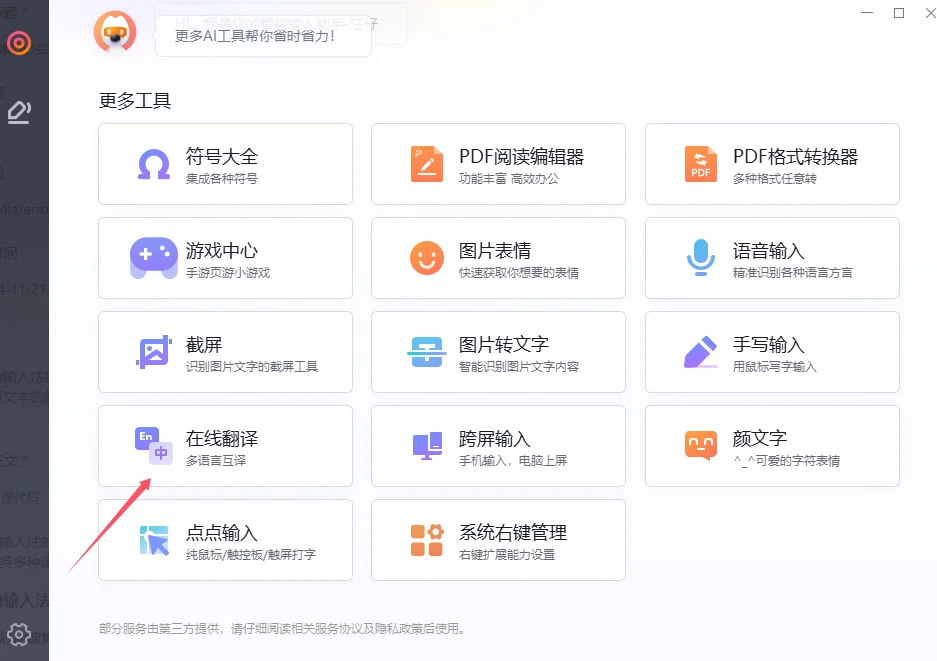 Hi，我是您的智能输入助手-汪仔
更多AI工具帮你省时省力！
更多工具
符号大全
集成各种符号
PDF阅读编辑器
功能丰富 高效办公
PDF
PDF格式转换器
多种格式任意转
游戏中心
手游页游小游戏
图片表情
快速获取你想要的表情
语音输入
精准识别各种语言方言
截屏
识别图片文字的截屏工具
图片转文字
智能识别图片文字内容
手写输入
用鼠标写字输入
En
中
在线翻译
多语言互译
跨屏输入
手机输入，电脑上屏
颜文字
^_^可爱的字符表情
点点输入
纯鼠标/触控板/触屏打字
系统右键管理
右键扩展能力设置
部分服务由第三方提供，请仔细阅读相关服务协议及隐私政策后使用。